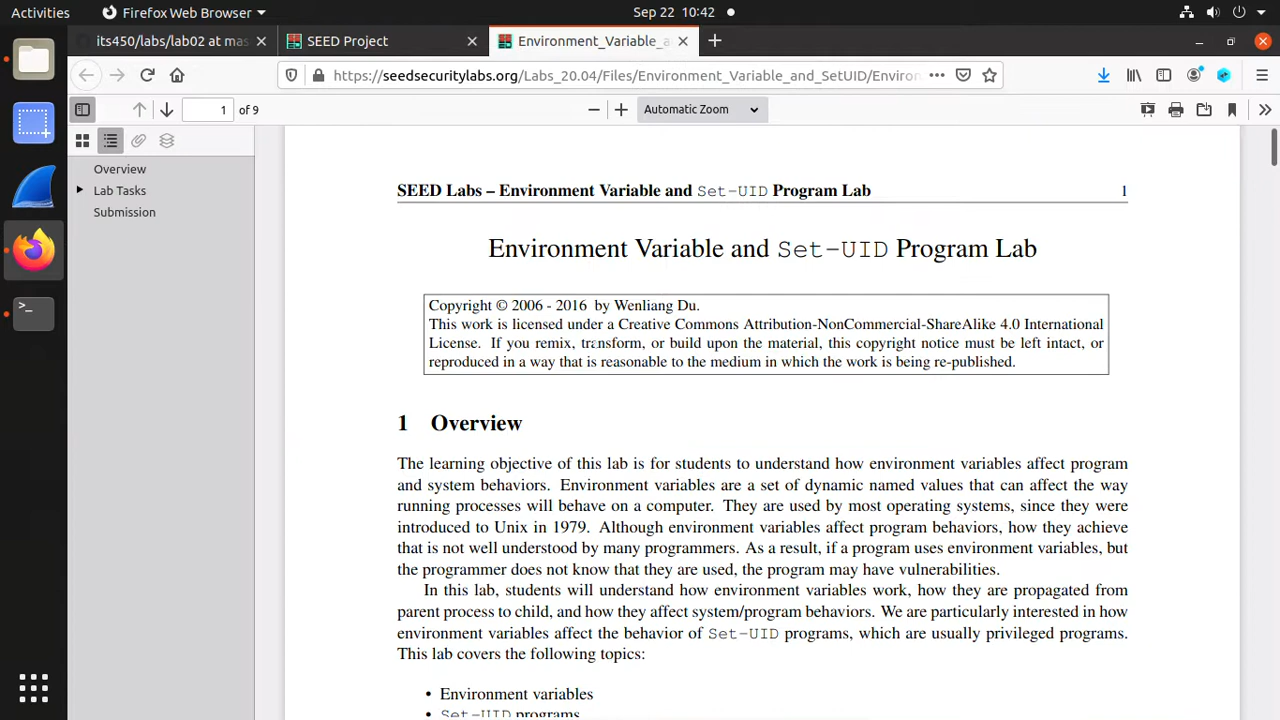 Activities Firefox Web Browser Sep 22 10:42
its450/labs/lab02 at mas SEED Project Environment_Variable_a
https://seedsecuritylabs.org/Labs_20.04/Files/Environment_Variable_and_SetUID/Environ
1 of 9 Automatic Zoom
Overview
Lab Tasks
Submission
SEED Labs – Environment Variable and Set-UID Program Lab 1
Environment Variable and Set-UID Program Lab
Copyright © 2006 - 2016 by Wenliang Du.
This work is licensed under a Creative Commons Attribution-NonCommercial-ShareAlike 4.0 International
License. If you remix, transform, or build upon the material, this copyright notice must be left intact, or
reproduced in a way that is reasonable to the medium in which the work is being re-published.
1 Overview
The learning objective of this lab is for students to understand how environment variables affect program
and system behaviors. Environment variables are a set of dynamic named values that can affect the way
running processes will behave on a computer. They are used by most operating systems, since they were
introduced to Unix in 1979. Although environment variables affect program behaviors, how they achieve
that is not well understood by many programmers. As a result, if a program uses environment variables, but
the programmer does not know that they are used, the program may have vulnerabilities.
In this lab, students will understand how environment variables work, how they are propagated from
parent process to child, and how they affect system/program behaviors. We are particularly interested in how
environment variables affect the behavior of Set-UID programs, which are usually privileged programs.
This lab covers the following topics:
• Environment variables
• Set-UID programs